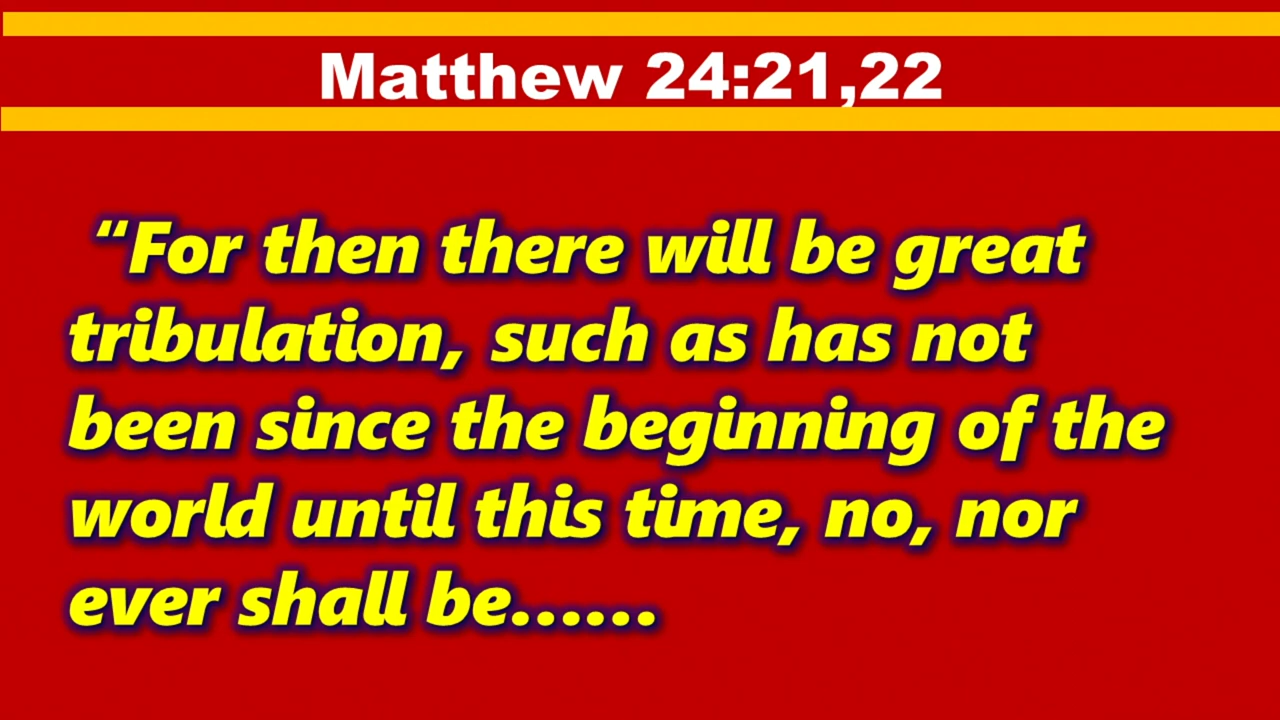 Matthew 24:21,22
“For then there will be great
tribulation, such as has not
been since the beginning of the
world until this time, no, nor
ever shall be......